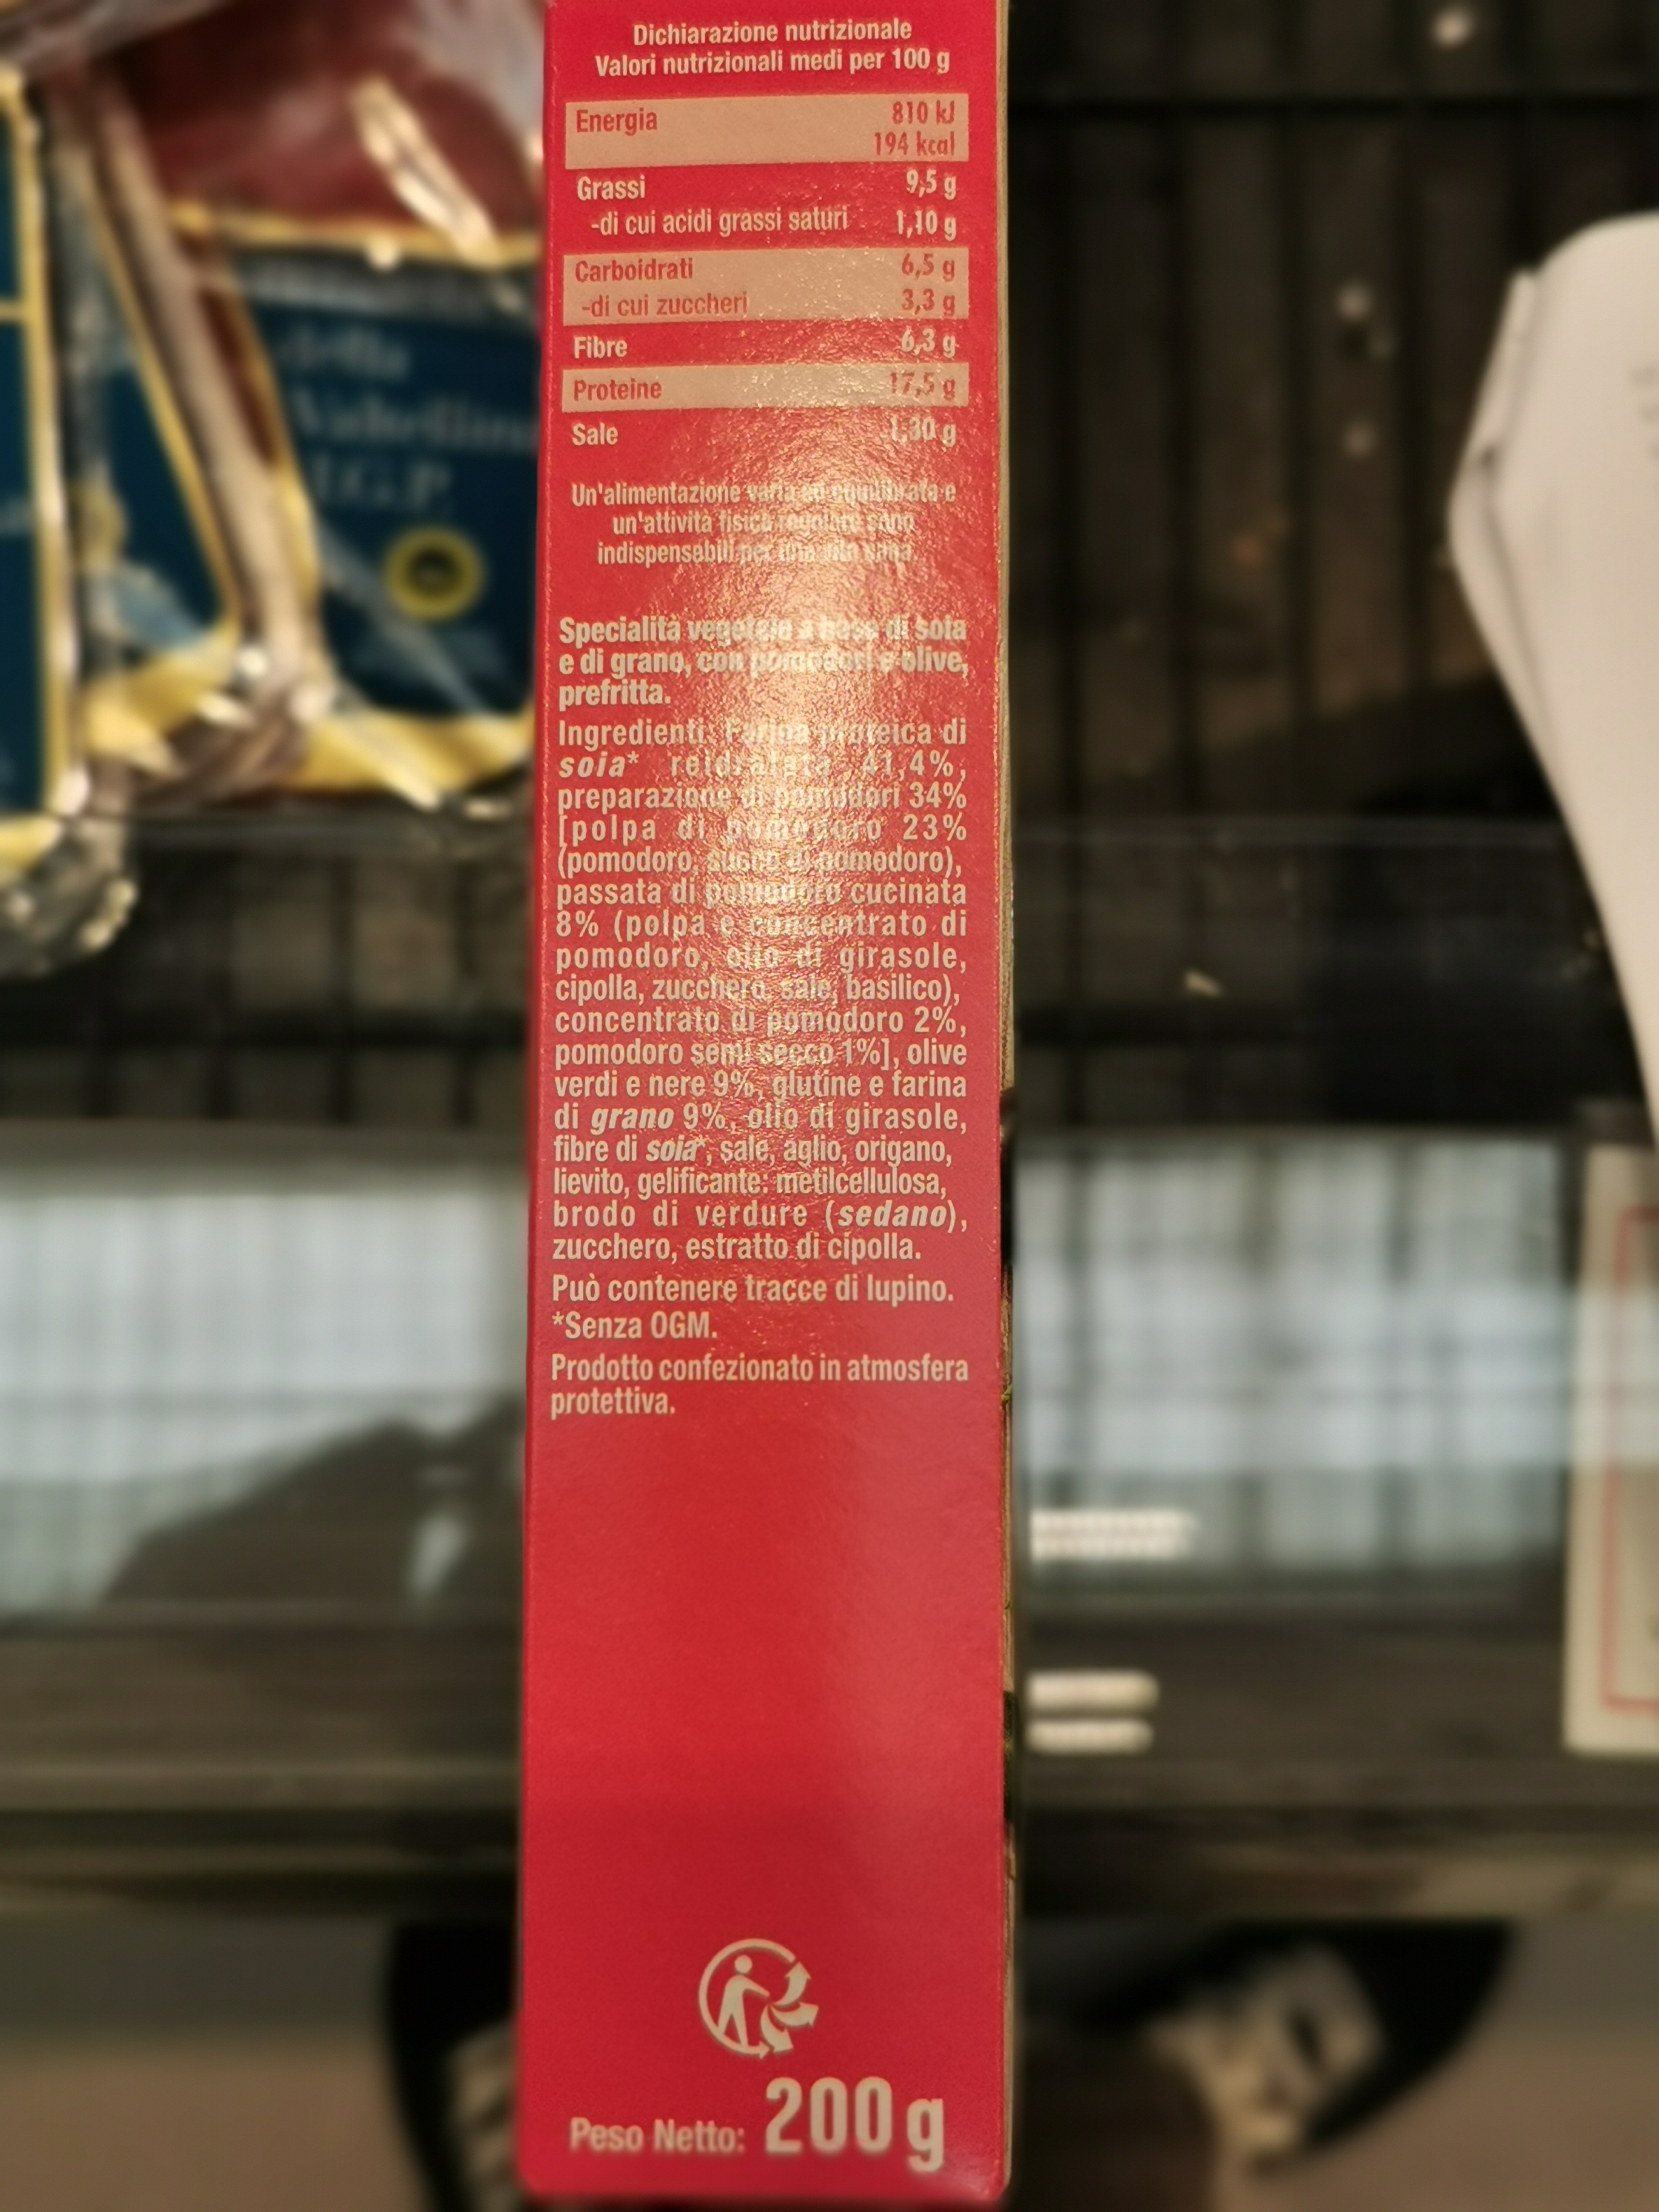 Dichiarazione nutrizionale
Valori nutrizionali medi per 100 g
Energia 810 kJ
194 kcal
Grassi 9,5 g
-di cui acidi grassi saturi 1,10 g
Carboidrati 6,5 g
-di cui zuccheri 3,3 g
Fibre 6,3 g
Proteine 17,5 g
Sale 1,30 g
Un'alimentazione varia ed equilibrata e
un'attività fisica regolare sono
indispensabili per una vita sana.
Specialità vegetale a base di soia
e di grano, con pomodori e olive,
prefritta.
Ingredienti: Farina proteica di
soia* reidratata 41,4%,
preparazione di pomodori 34%
[polpa di pomodoro 23%
(pomodoro, succo di pomodoro),
passata di pomodoro cucinata
8% (polpa e concentrato di
pomodoro, olio di girasole,
cipolla, zucchero, sale, basilico),
concentrato di pomodoro 2%,
pomodoro semi secco 1%], olive
verdi e nere 9%, glutine e farina
di grano 9%, olio di girasole,
fibre di soia*, sale, aglio, origano,
lievito, gelificante: metilcellulosa,
brodo di verdure (sedano),
zucchero, estratto di cipolla.
Può contenere tracce di lupino.
*Senza OGM.
Prodotto confezionato in atmosfera
protettiva.
Peso Netto: 200 g
della
Valtellina
I.G.P.